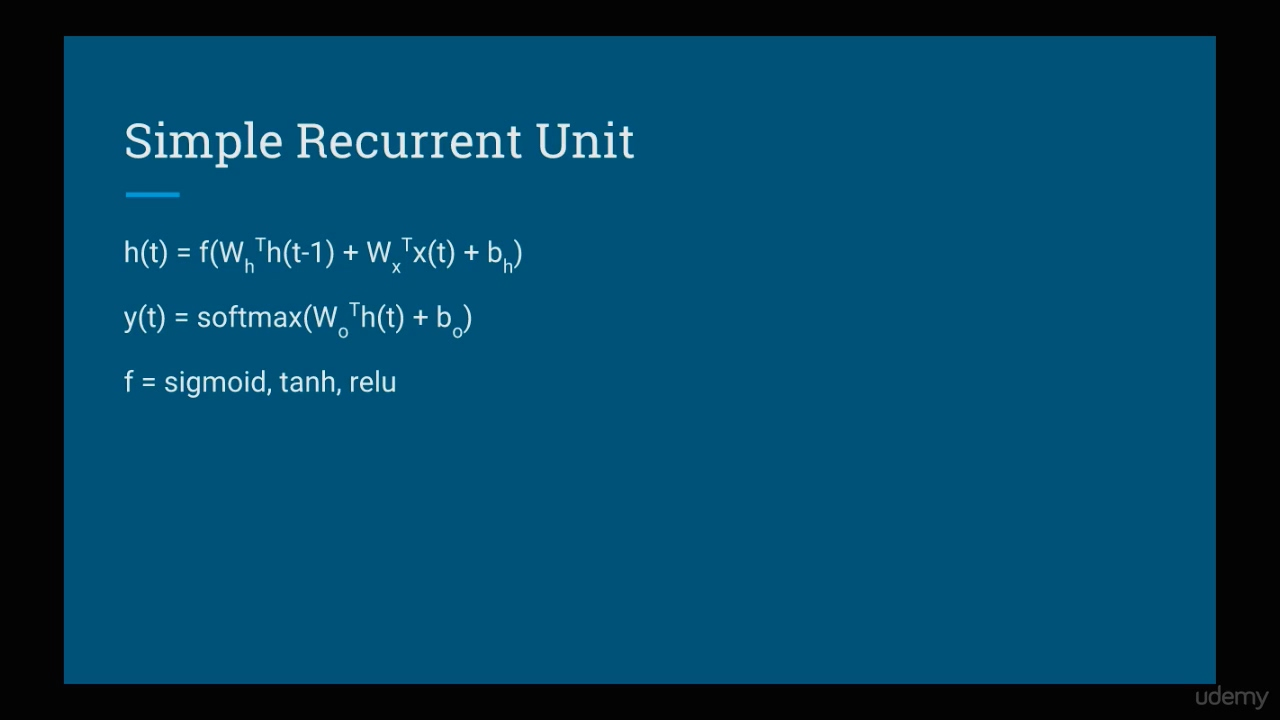 Simple Recurrent Unit
h(t) = f(Wₕᵀh(t-1) + Wₓᵀx(t) + bₕ)
y(t) = softmax(Wₒᵀh(t) + bₒ)
f = sigmoid, tanh, relu
udemy